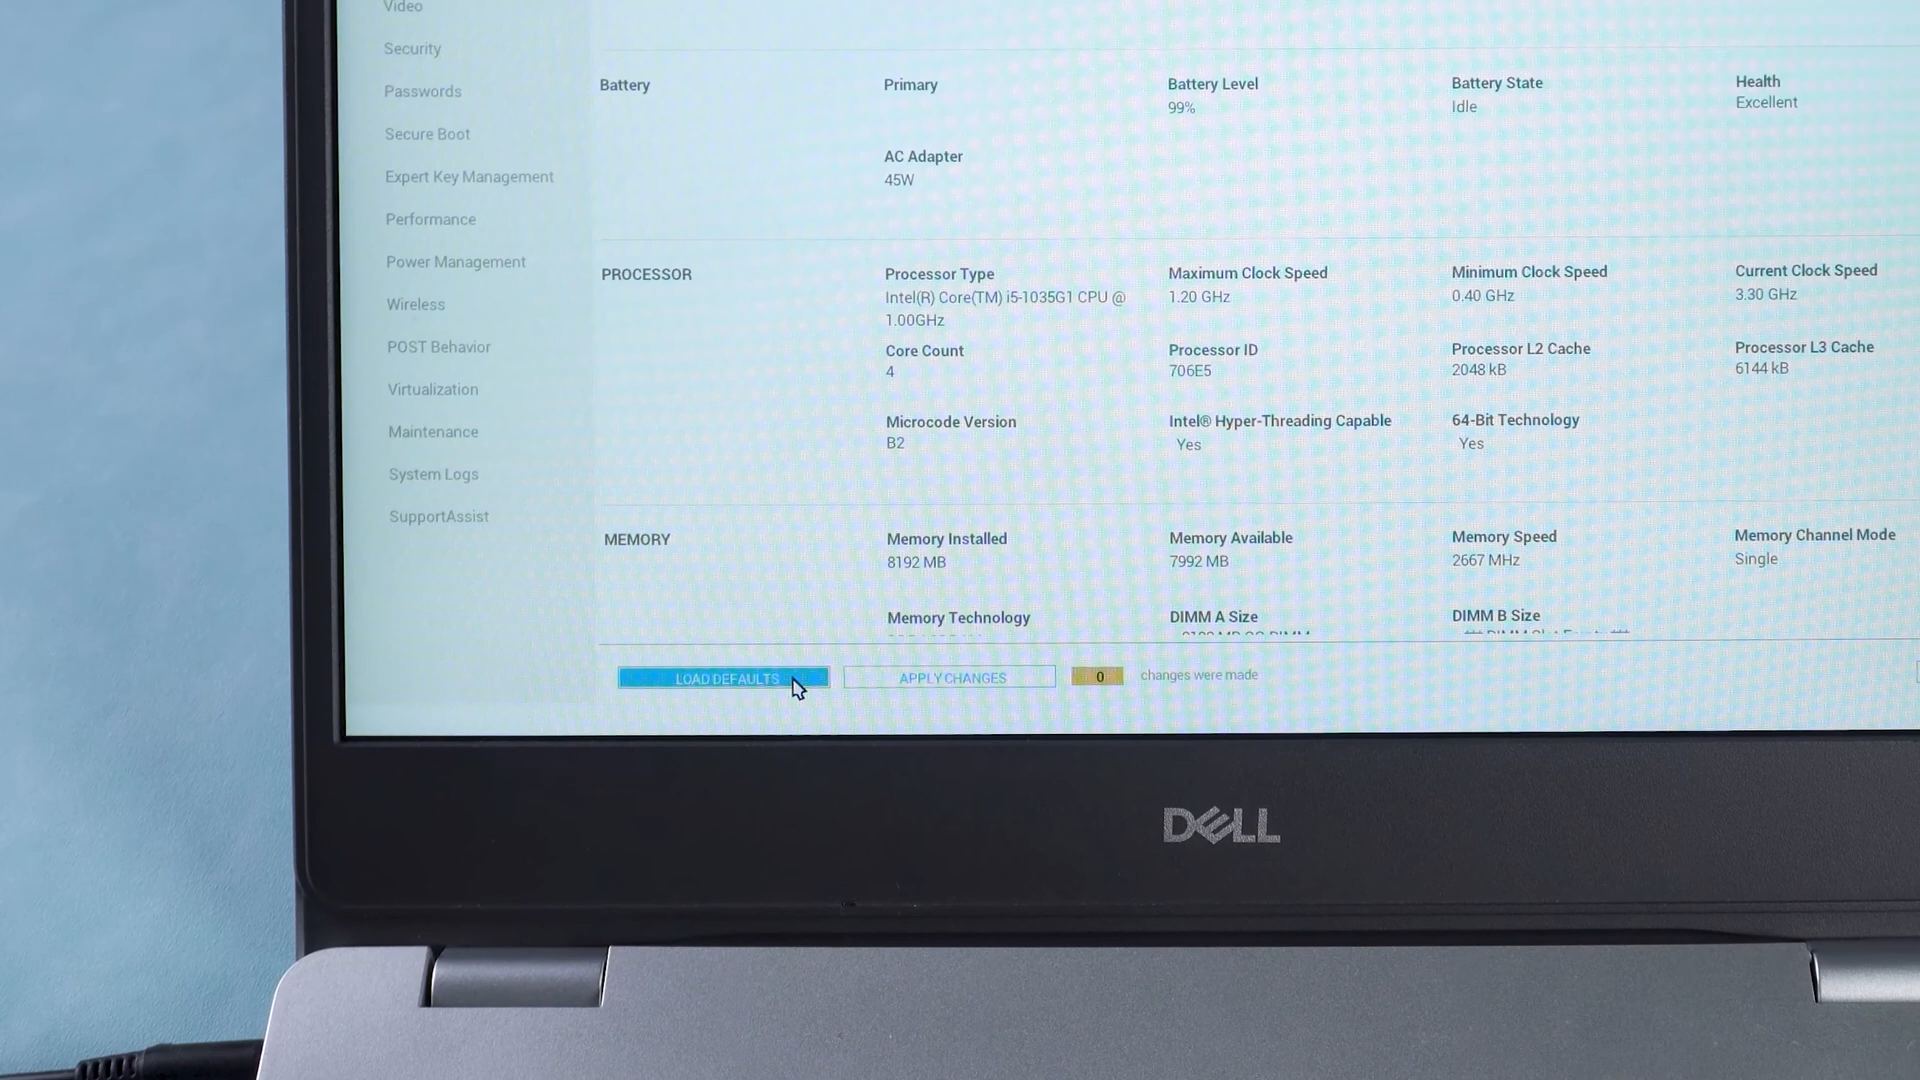 Video
Security
Passwords
Secure Boot
Expert Key Management
Performance
Power Management
Wireless
POST Behavior
Virtualization
Maintenance
System Logs
SupportAssist
Battery
Primary
Battery Level
99%
Battery State
Idle
Health
Excellent
AC Adapter
45W
PROCESSOR
Processor Type
Intel(R) Core(TM) i5-1035G1 CPU @
1.00GHz
Maximum Clock Speed
1.20 GHz
Minimum Clock Speed
0.40 GHz
Current Clock Speed
3.30 GHz
Core Count
4
Processor ID
706E5
Processor L2 Cache
2048 kB
Processor L3 Cache
6144 kB
Microcode Version
B2
Intel® Hyper-Threading Capable
Yes
64-Bit Technology
Yes
MEMORY
Memory Installed
8192 MB
Memory Available
7992 MB
Memory Speed
2667 MHz
Memory Channel Mode
Single
Memory Technology
DIMM A Size
DIMM B Size
LOAD DEFAULTS
APPLY CHANGES
0
changes were made
DELL